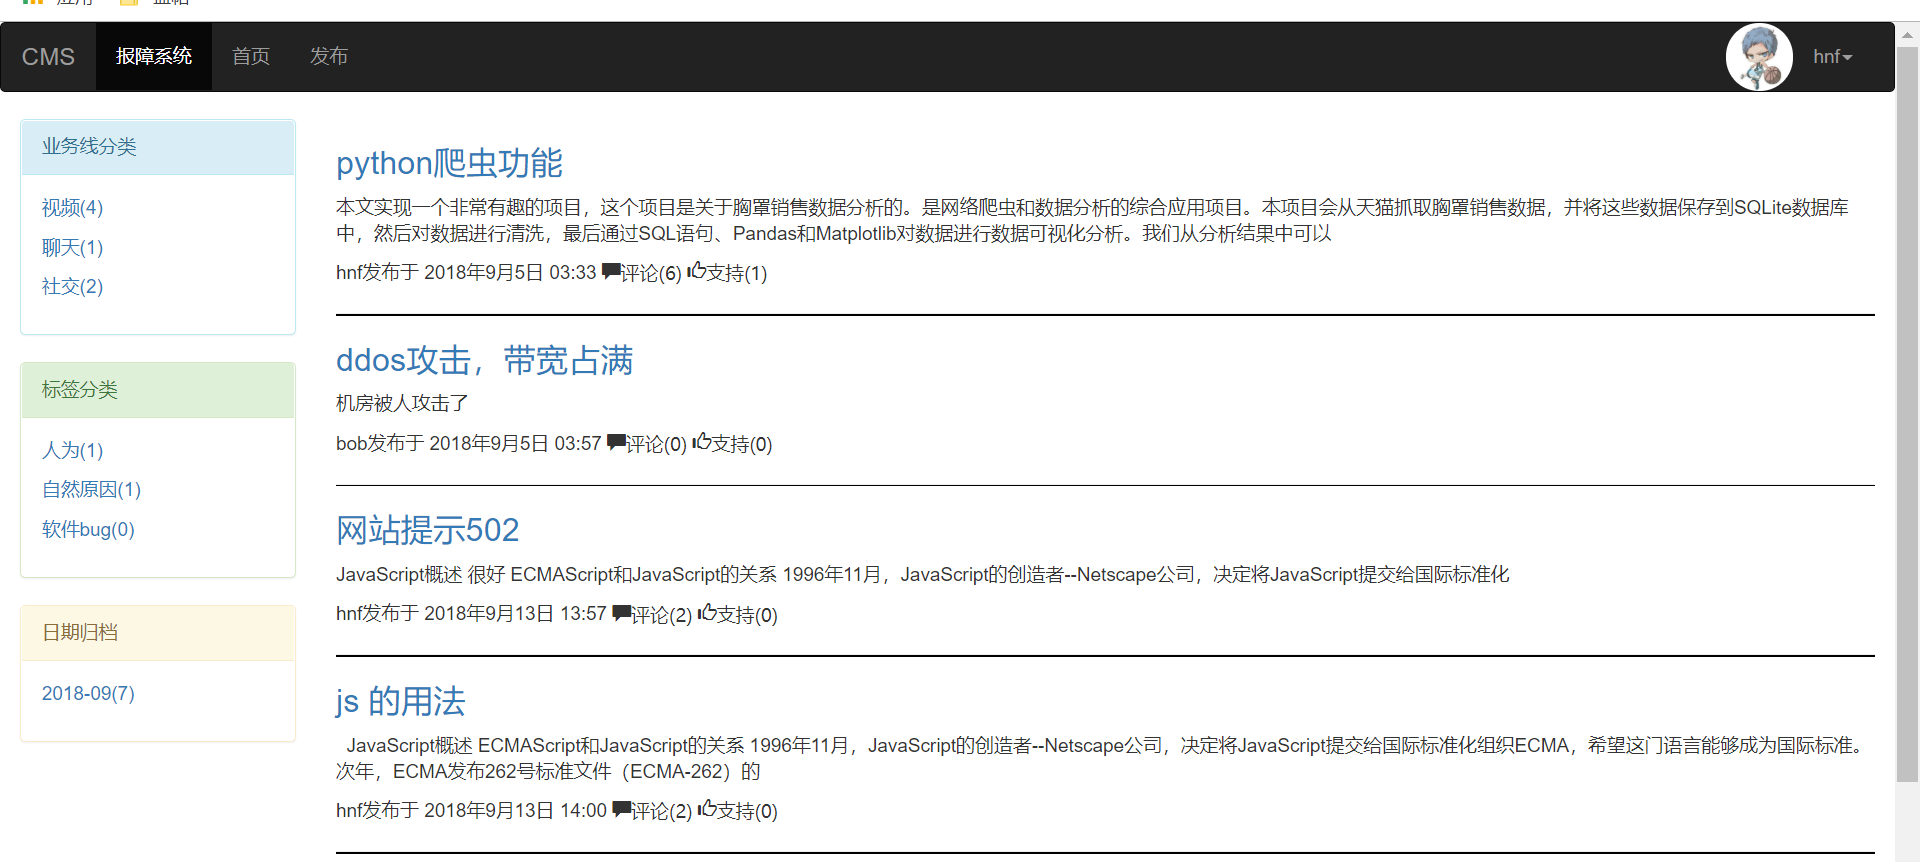 应用 蓝帕
CMS 报障系统 首页 发布 hnf
业务线分类
视频(4)
聊天(1)
社交(2)
标签分类
人为(1)
自然原因(1)
软件bug(0)
日期归档
2018-09(7)
python爬虫功能
本文实现一个非常有趣的项目，这个项目是关于胸罩销售数据分析的。是网络爬虫和数据分析的综合应用项目。本项目会从天猫抓取胸罩销售数据，并将这些数据保存到SQLite数据库
中，然后对数据进行清洗，最后通过SQL语句、Pandas和Matplotlib对数据进行数据可视化分析。我们从分析结果中可以
hnf发布于 2018年9月5日 03:33 评论(6) 支持(1)
ddos攻击，带宽占满
机房被人攻击了
bob发布于 2018年9月5日 03:57 评论(0) 支持(0)
网站提示502
JavaScript概述 很好 ECMAScript和JavaScript的关系 1996年11月，JavaScript的创造者--Netscape公司，决定将JavaScript提交给国际标准化
hnf发布于 2018年9月13日 13:57 评论(2) 支持(0)
js 的用法
JavaScript概述 ECMAScript和JavaScript的关系 1996年11月，JavaScript的创造者--Netscape公司，决定将JavaScript提交给国际标准化组织ECMA，希望这门语言能够成为国际标准。
次年，ECMA发布262号标准文件（ECMA-262）的
hnf发布于 2018年9月13日 14:00 评论(2) 支持(0)